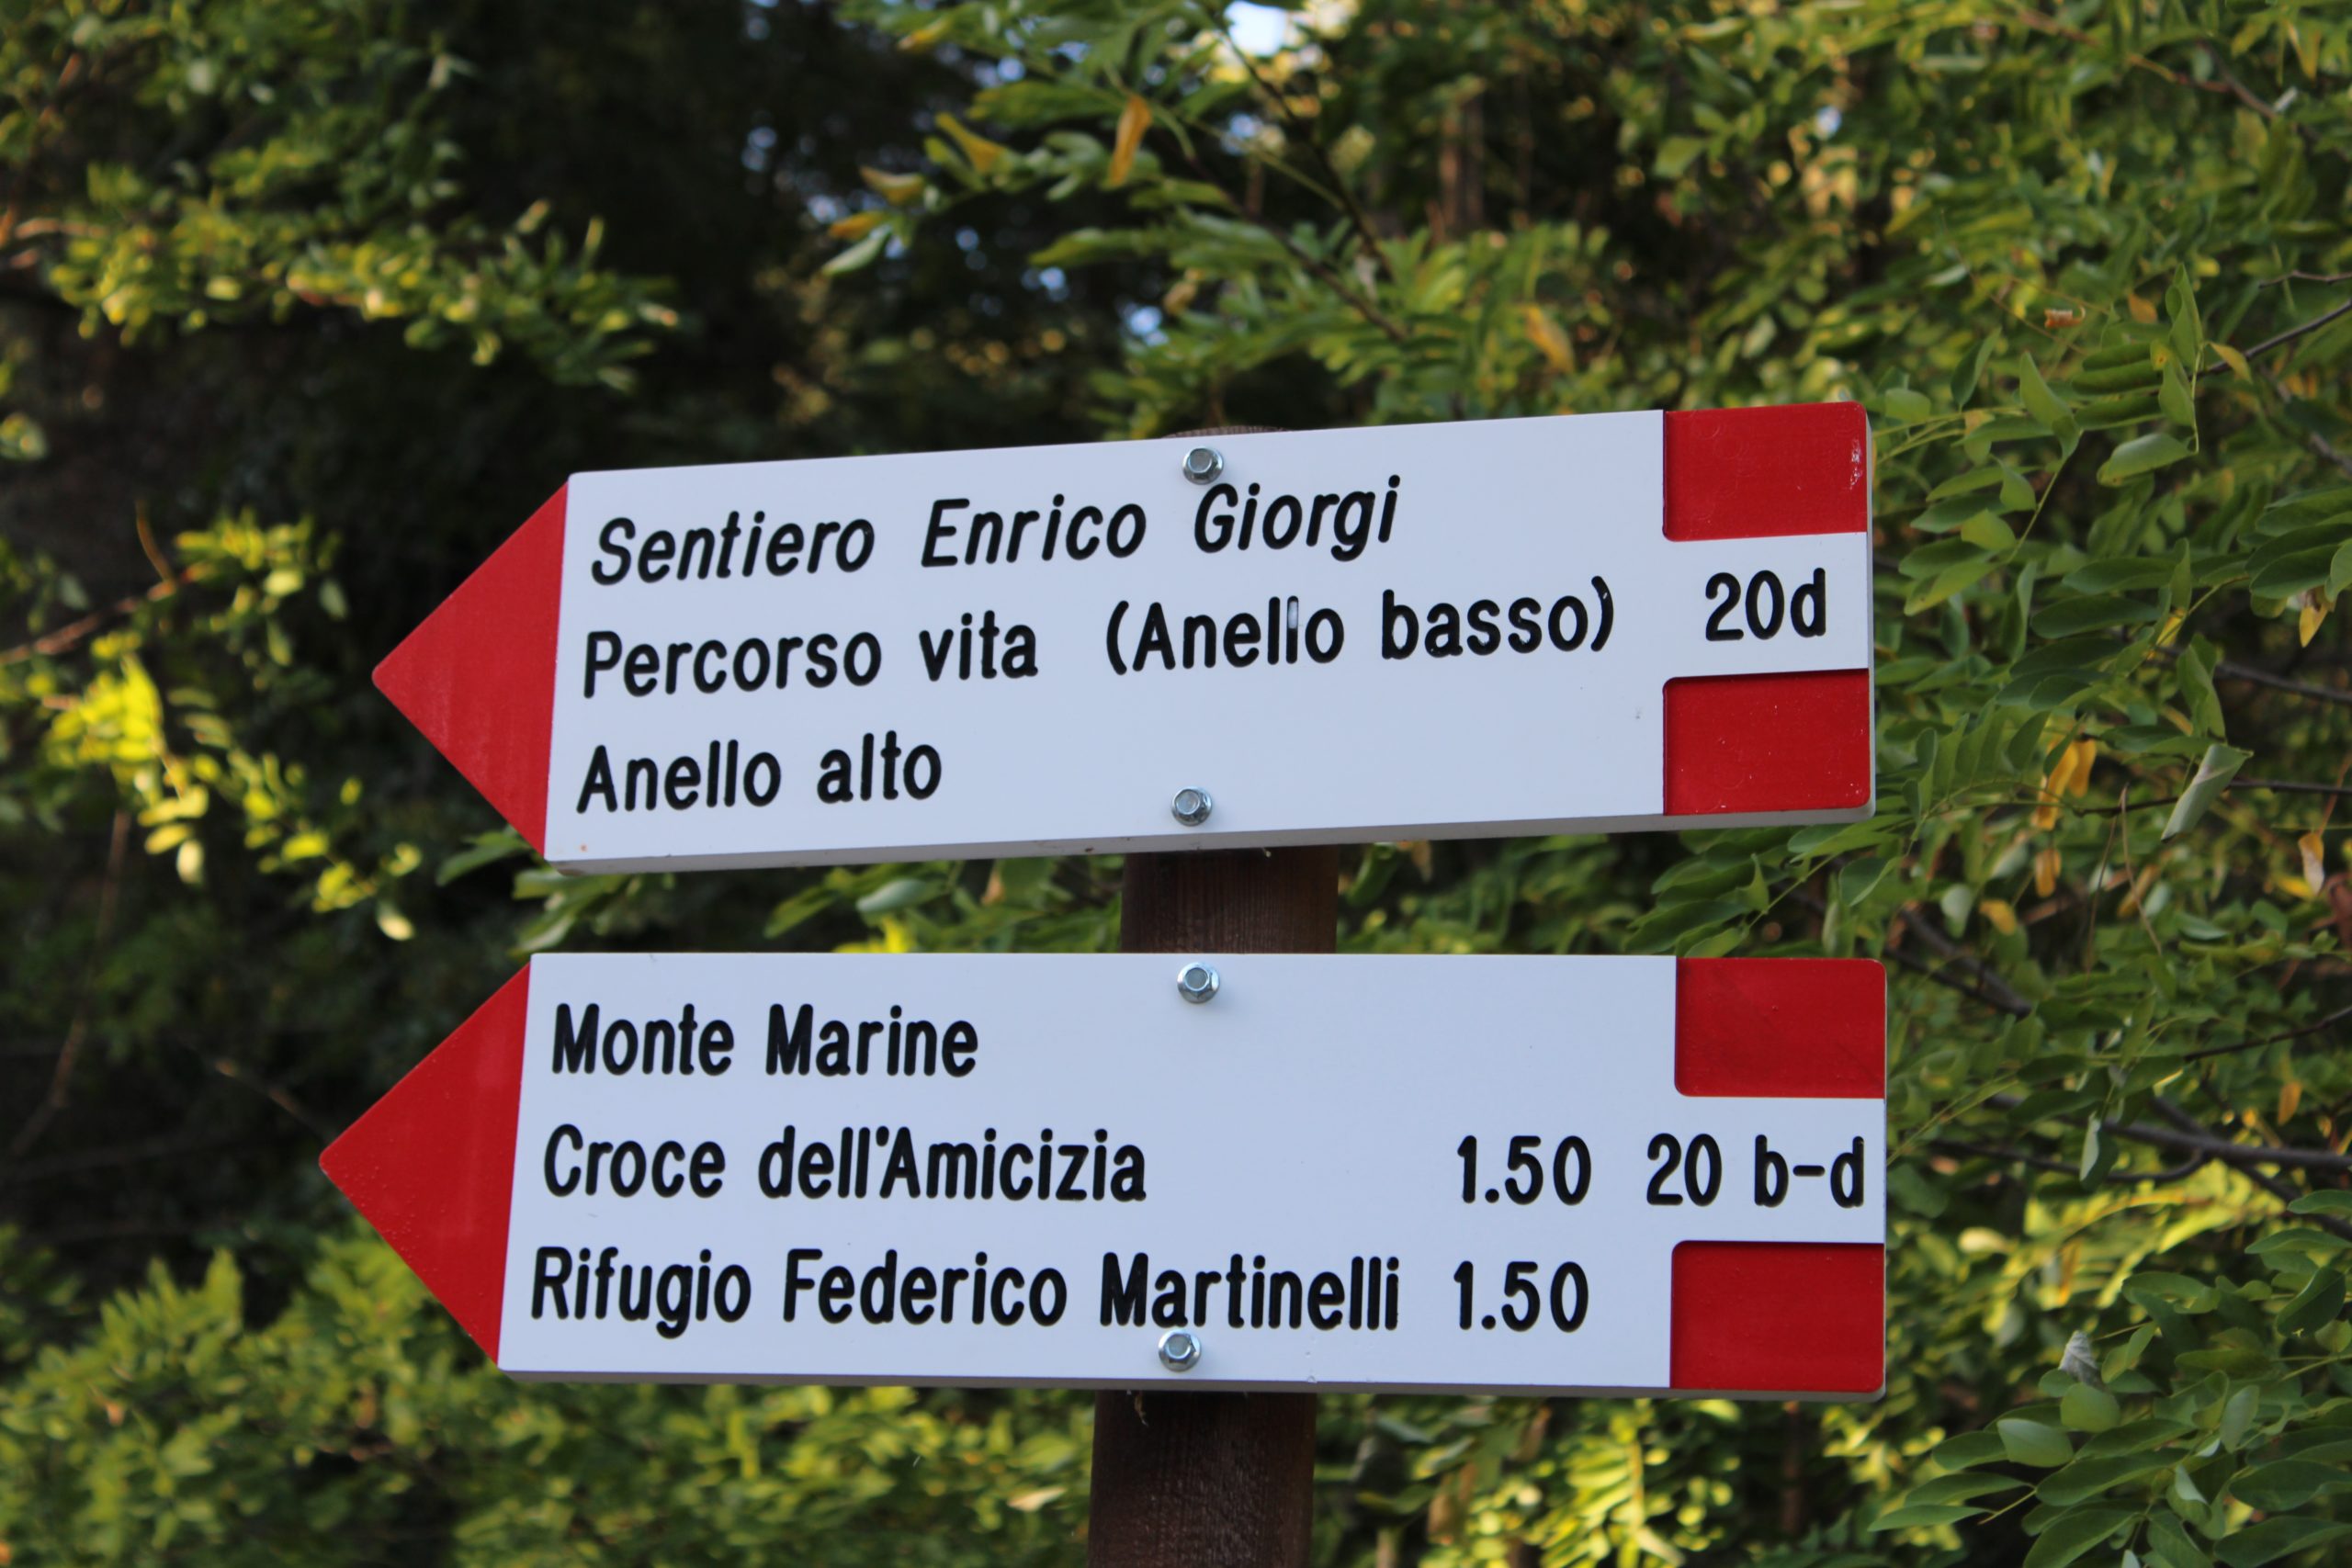 Sentiero Enrico Giorgi
Percorso vita (Anello basso) 20d
Anello alto
Monte Marine
Croce dell'Amicizia 1.50 20 b-d
Rifugio Federico Martinelli 1.50